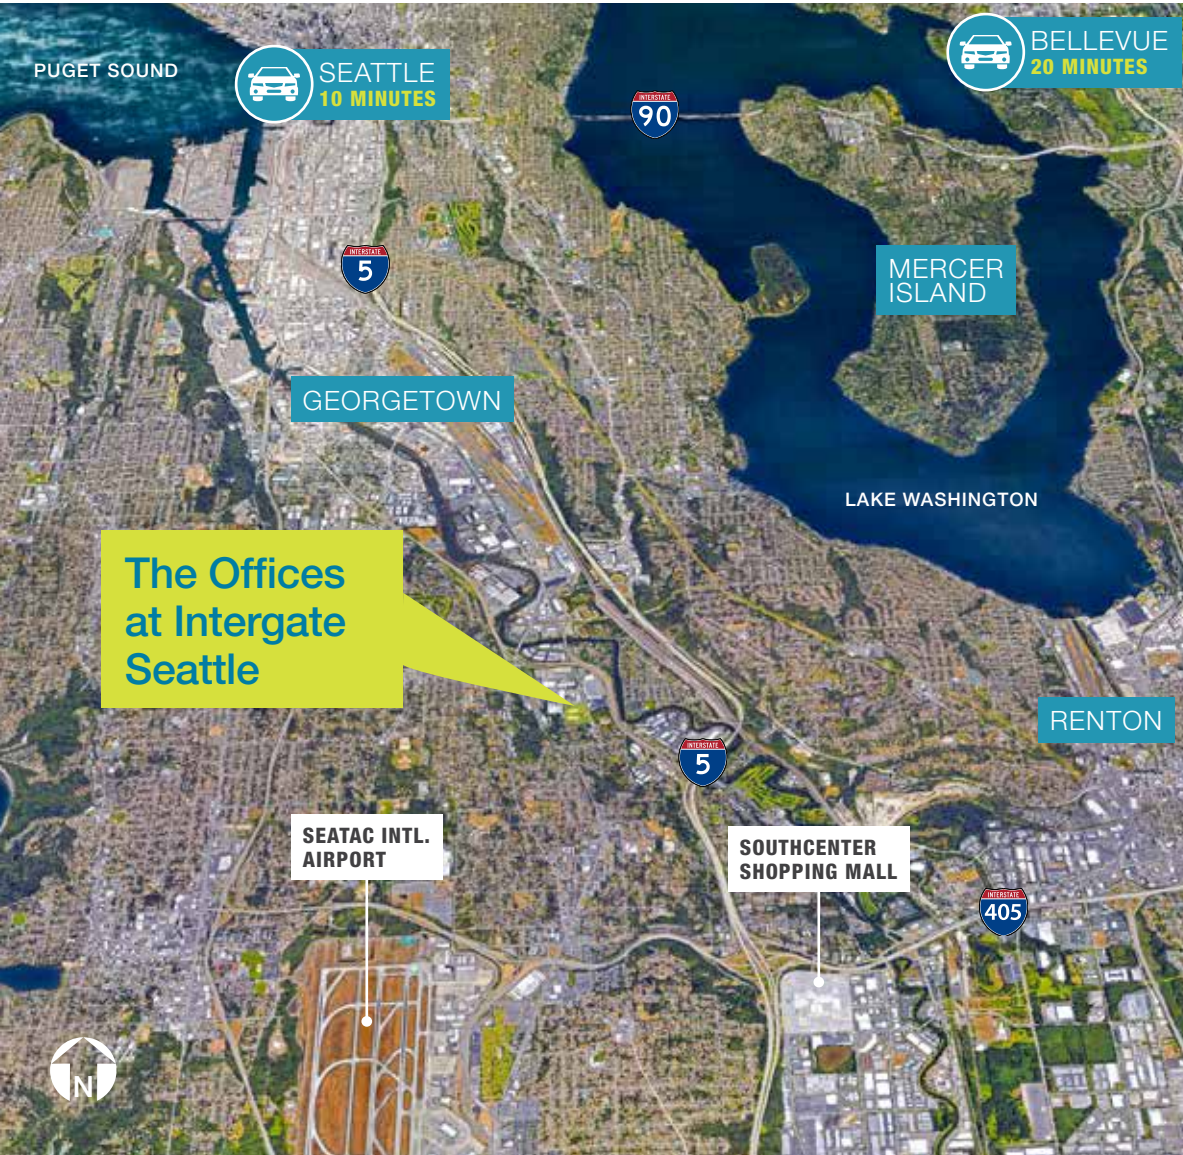 PUGET SOUND
SEATTLE
10 MINUTES
BELLEVUE
20 MINUTES
INTERSTATE
90
INTERSTATE
5
MERCER
ISLAND
GEORGETOWN
LAKE WASHINGTON
The Offices
at Intergate
Seattle
RENTON
INTERSTATE
5
SEATAC INTL.
AIRPORT
SOUTHCENTER
SHOPPING MALL
INTERSTATE
405
N